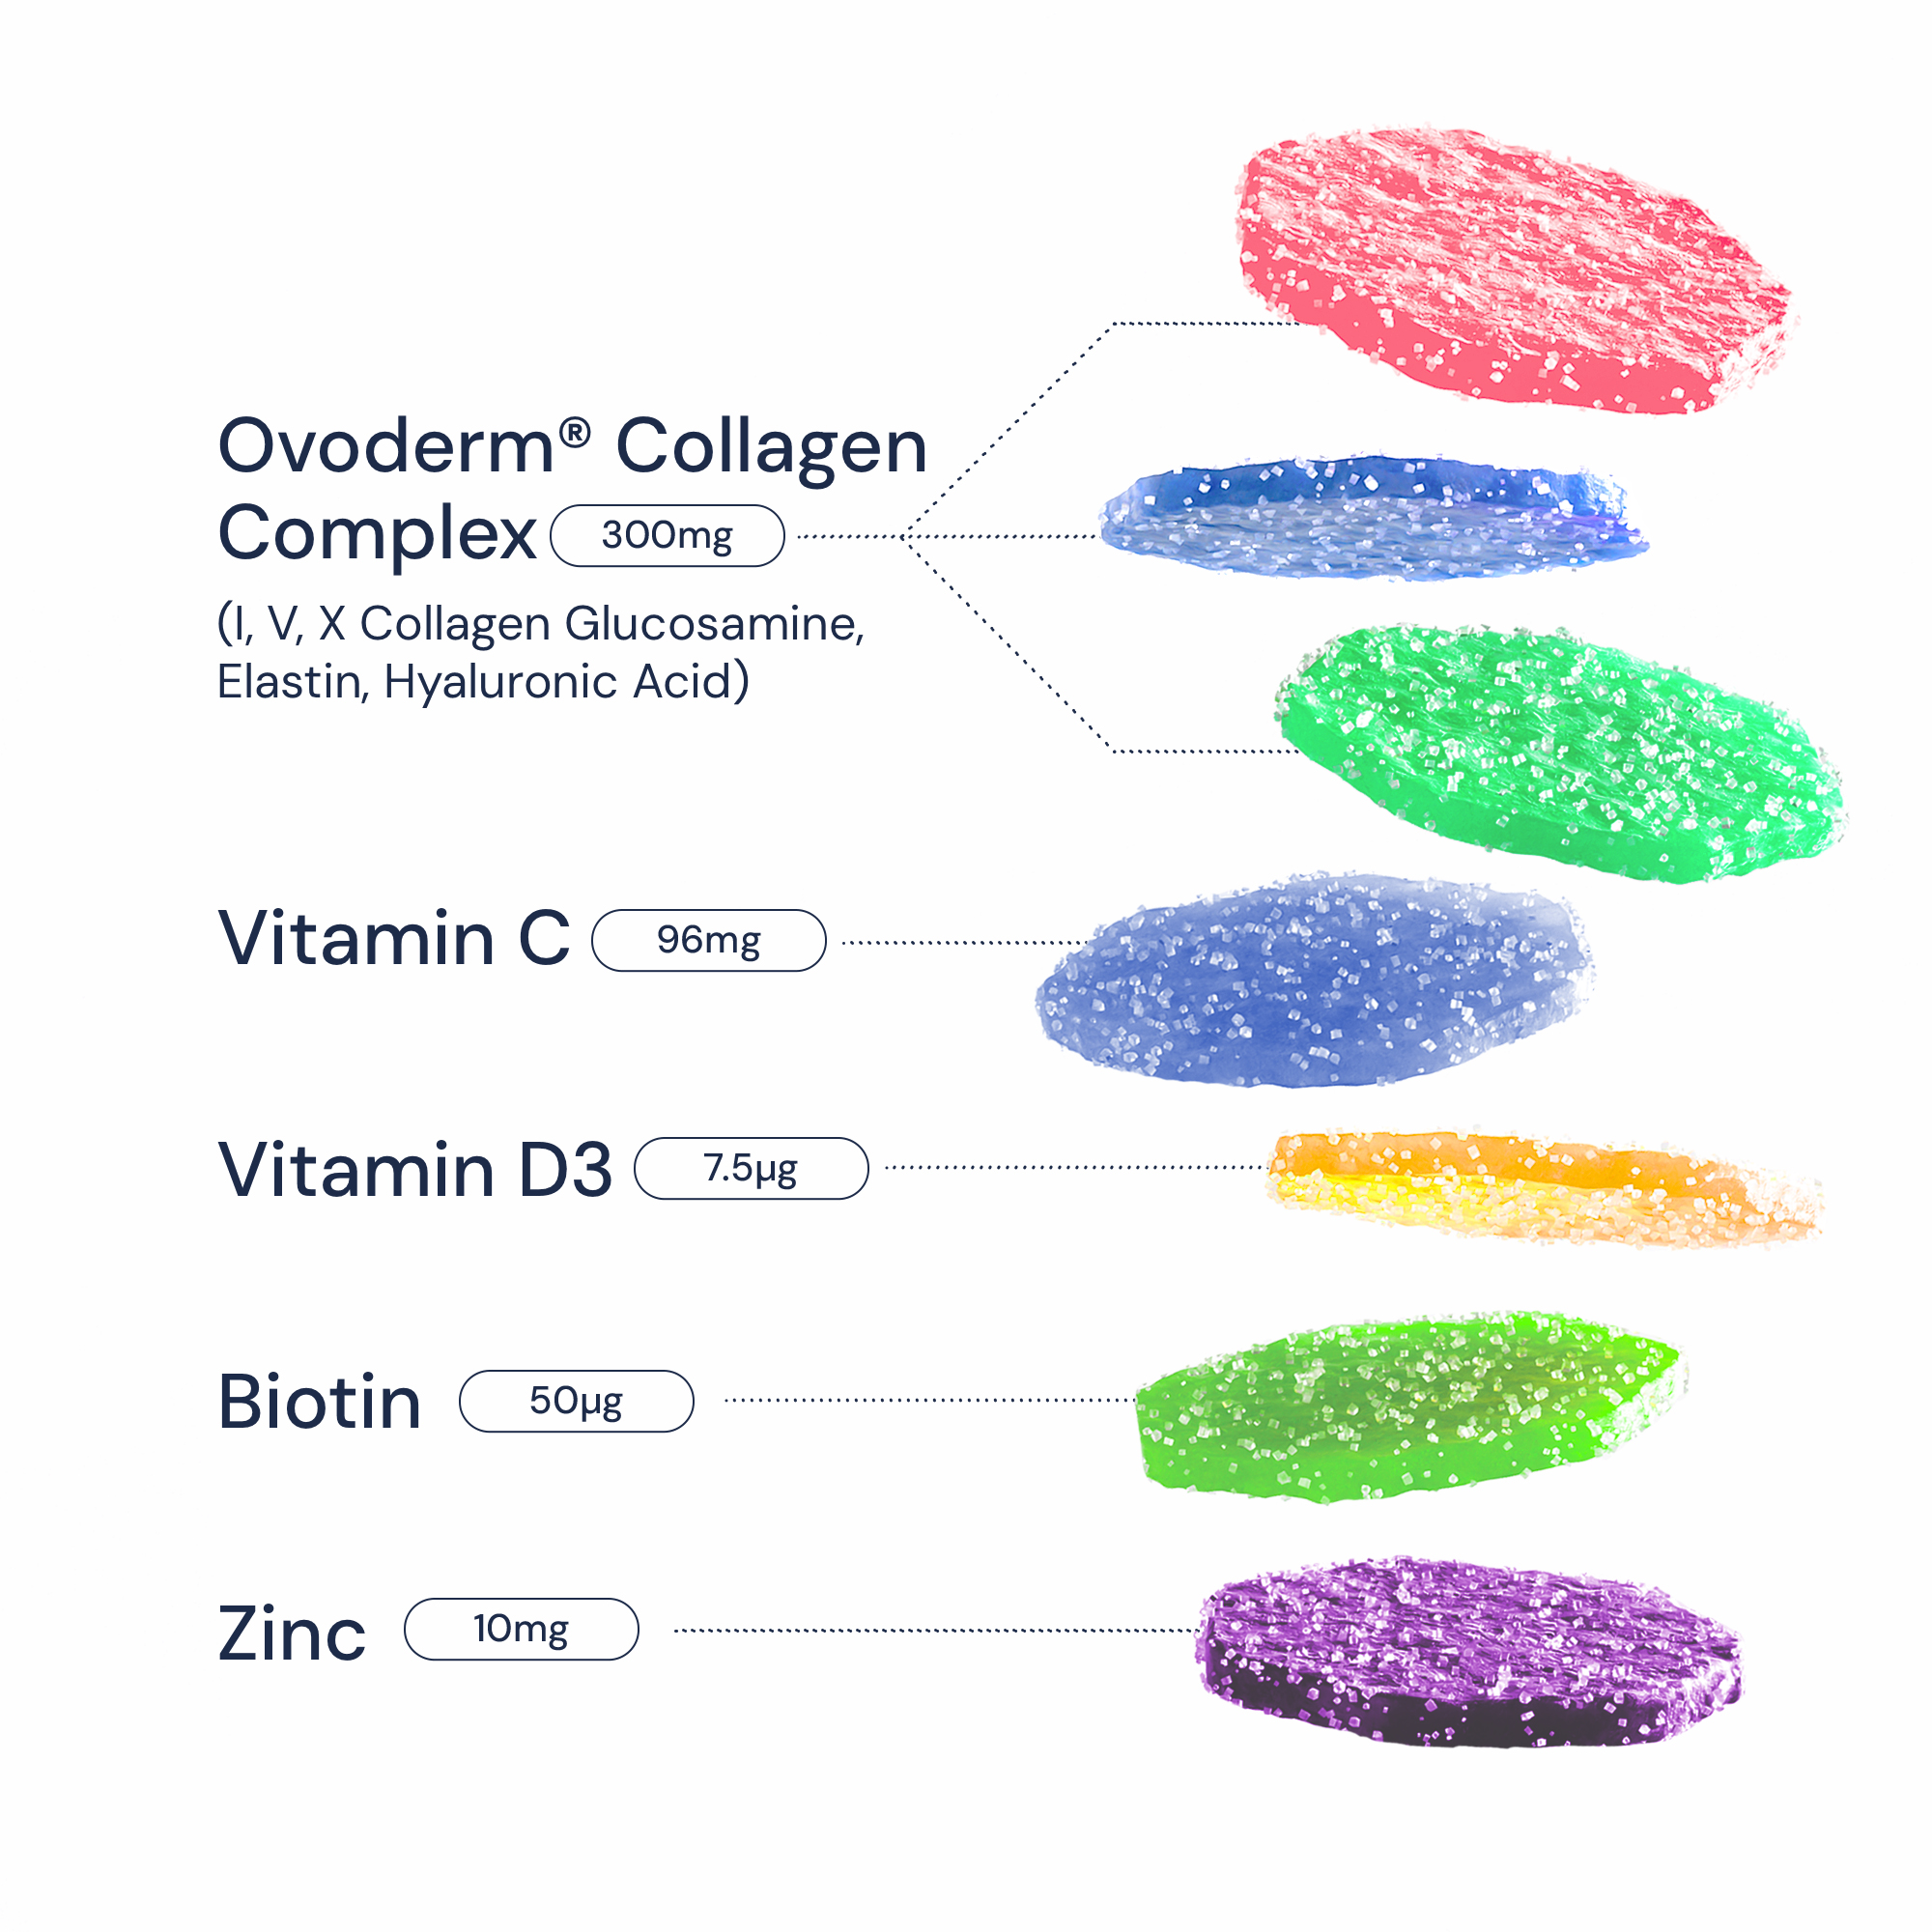 Ovoderm® Collagen
Complex 300mg
(I, V, X Collagen Glucosamine,
Elastin, Hyaluronic Acid)
Vitamin C 96mg
Vitamin D3 7.5µg
Biotin 50µg
Zinc 10mg